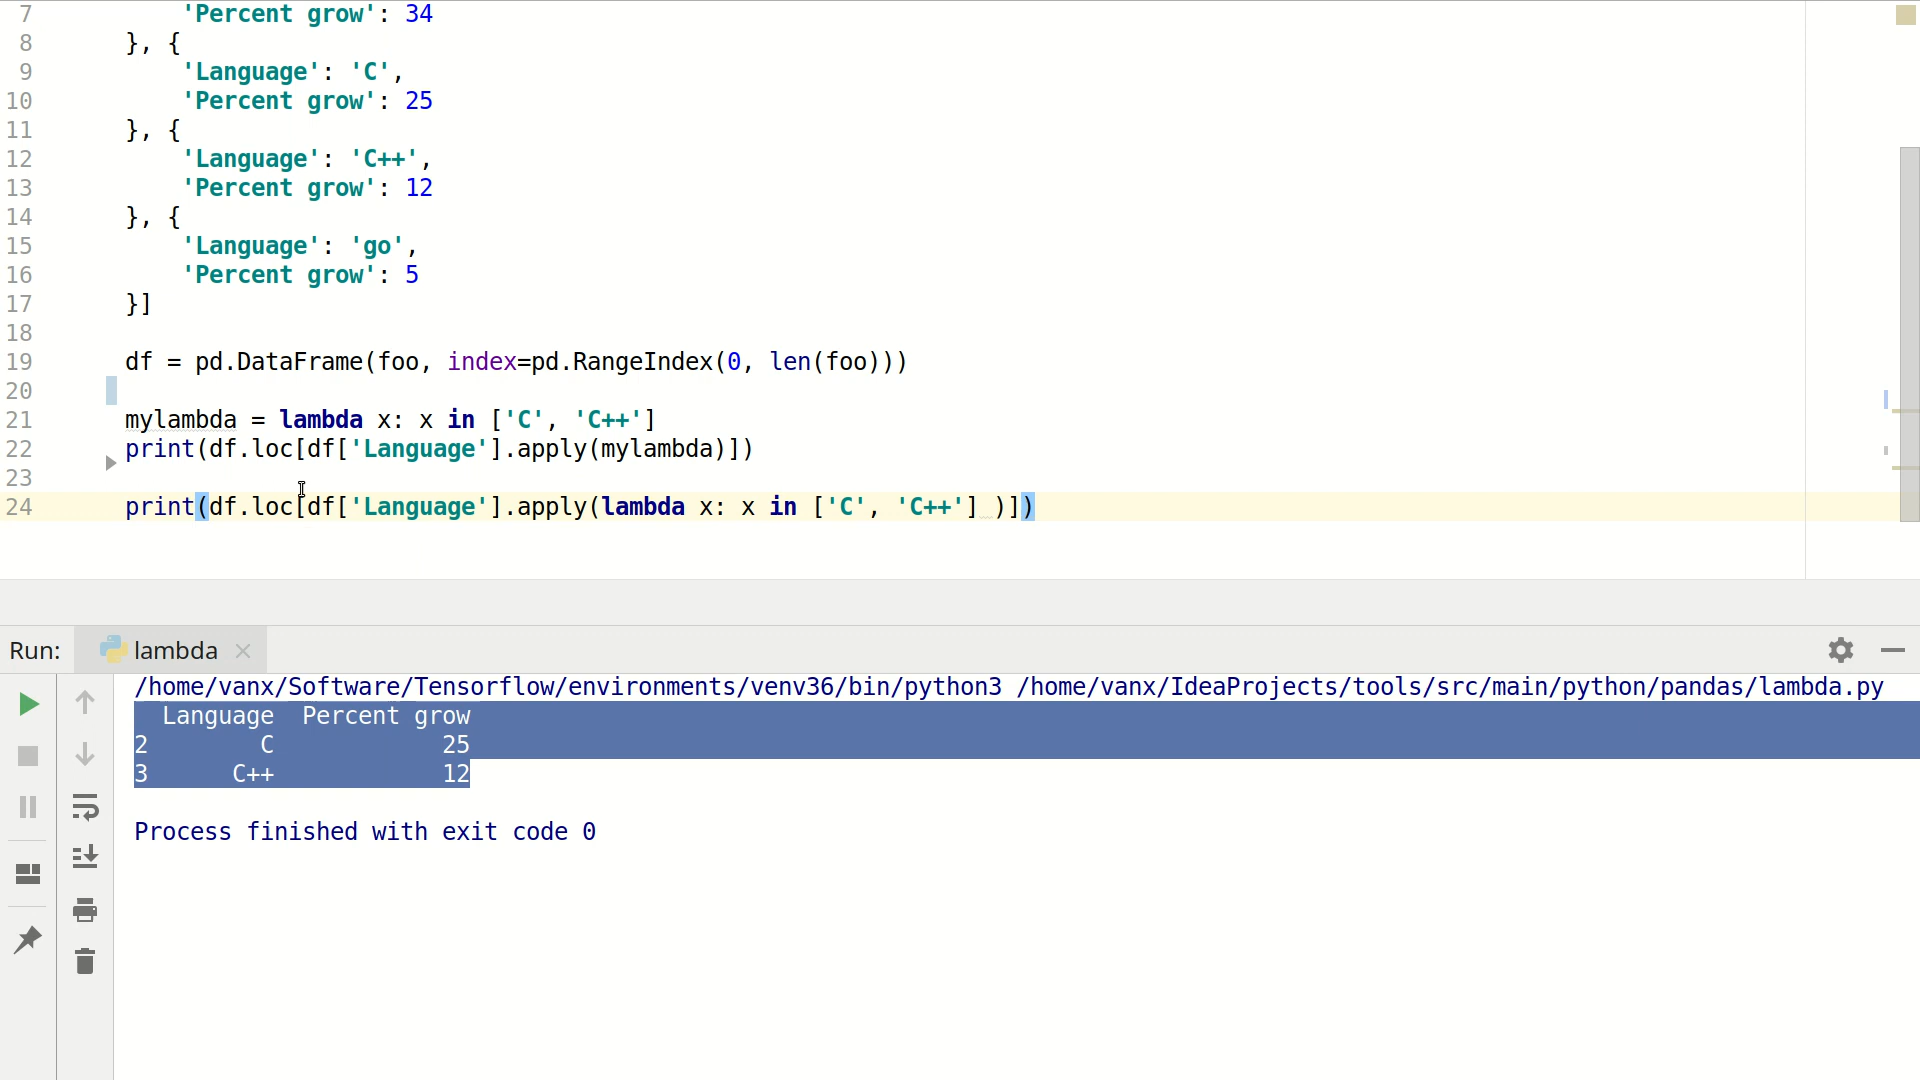 7 'Percent grow': 34
8 }, {
9 'Language': 'C',
10 'Percent grow': 25
11 }, {
12 'Language': 'C++',
13 'Percent grow': 12
14 }, {
15 'Language': 'go',
16 'Percent grow': 5
17 }]
18
19 df = pd.DataFrame(foo, index=pd.RangeIndex(0, len(foo)))
20
21 mylambda = lambda x: x in ['C', 'C++']
22 print(df.loc[df['Language'].apply(mylambda)])
23
24 print(df.loc[df['Language'].apply(lambda x: x in ['C', 'C++'] )])
Run: lambda
/home/vanx/Software/Tensorflow/environments/venv36/bin/python3 /home/vanx/IdeaProjects/tools/src/main/python/pandas/lambda.py
Language Percent grow
2 C 25
3 C++ 12
Process finished with exit code 0